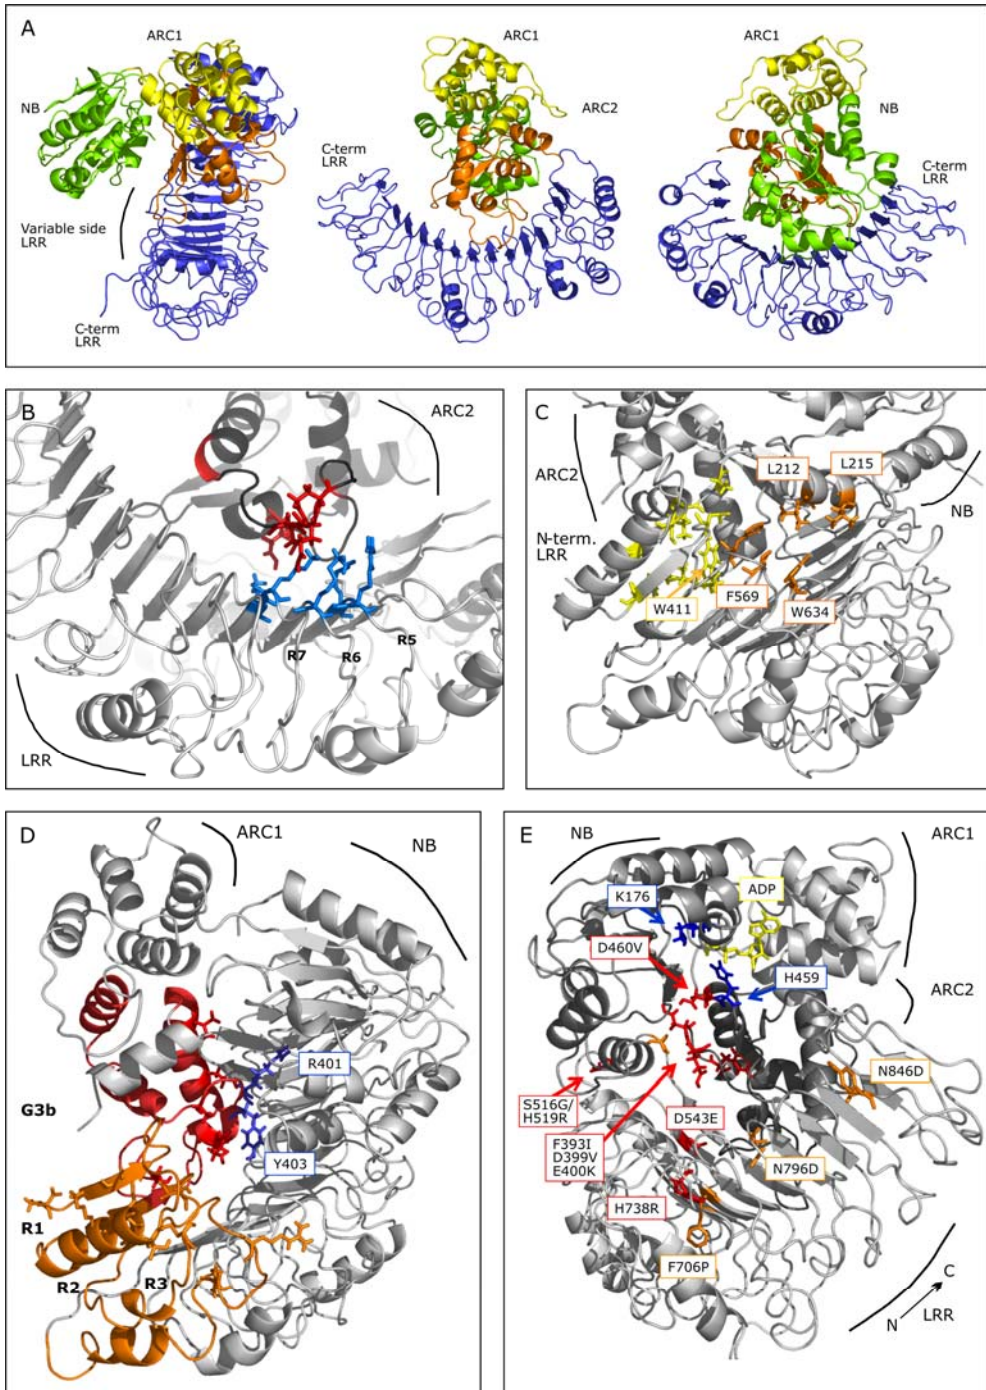 A
ARC1
NB
Variable side
LRR
C-term
LRR
ARC1
ARC2
C-term
LRR
ARC1
NB
C-term
LRR
B
ARC2
R7
R6
R5
LRR
C
ARC2
N-term.
LRR
L212
L215
NB
W411
F569
W634
D
ARC1
NB
R401
G3b
Y403
R1
R2
R3
E
NB
ARC1
K176
ADP
D460V
H459
ARC2
N846D
S516G/
H519R
F393I
D399V
E400K
D543E
N796D
H738R
F706P
C
N
LRR